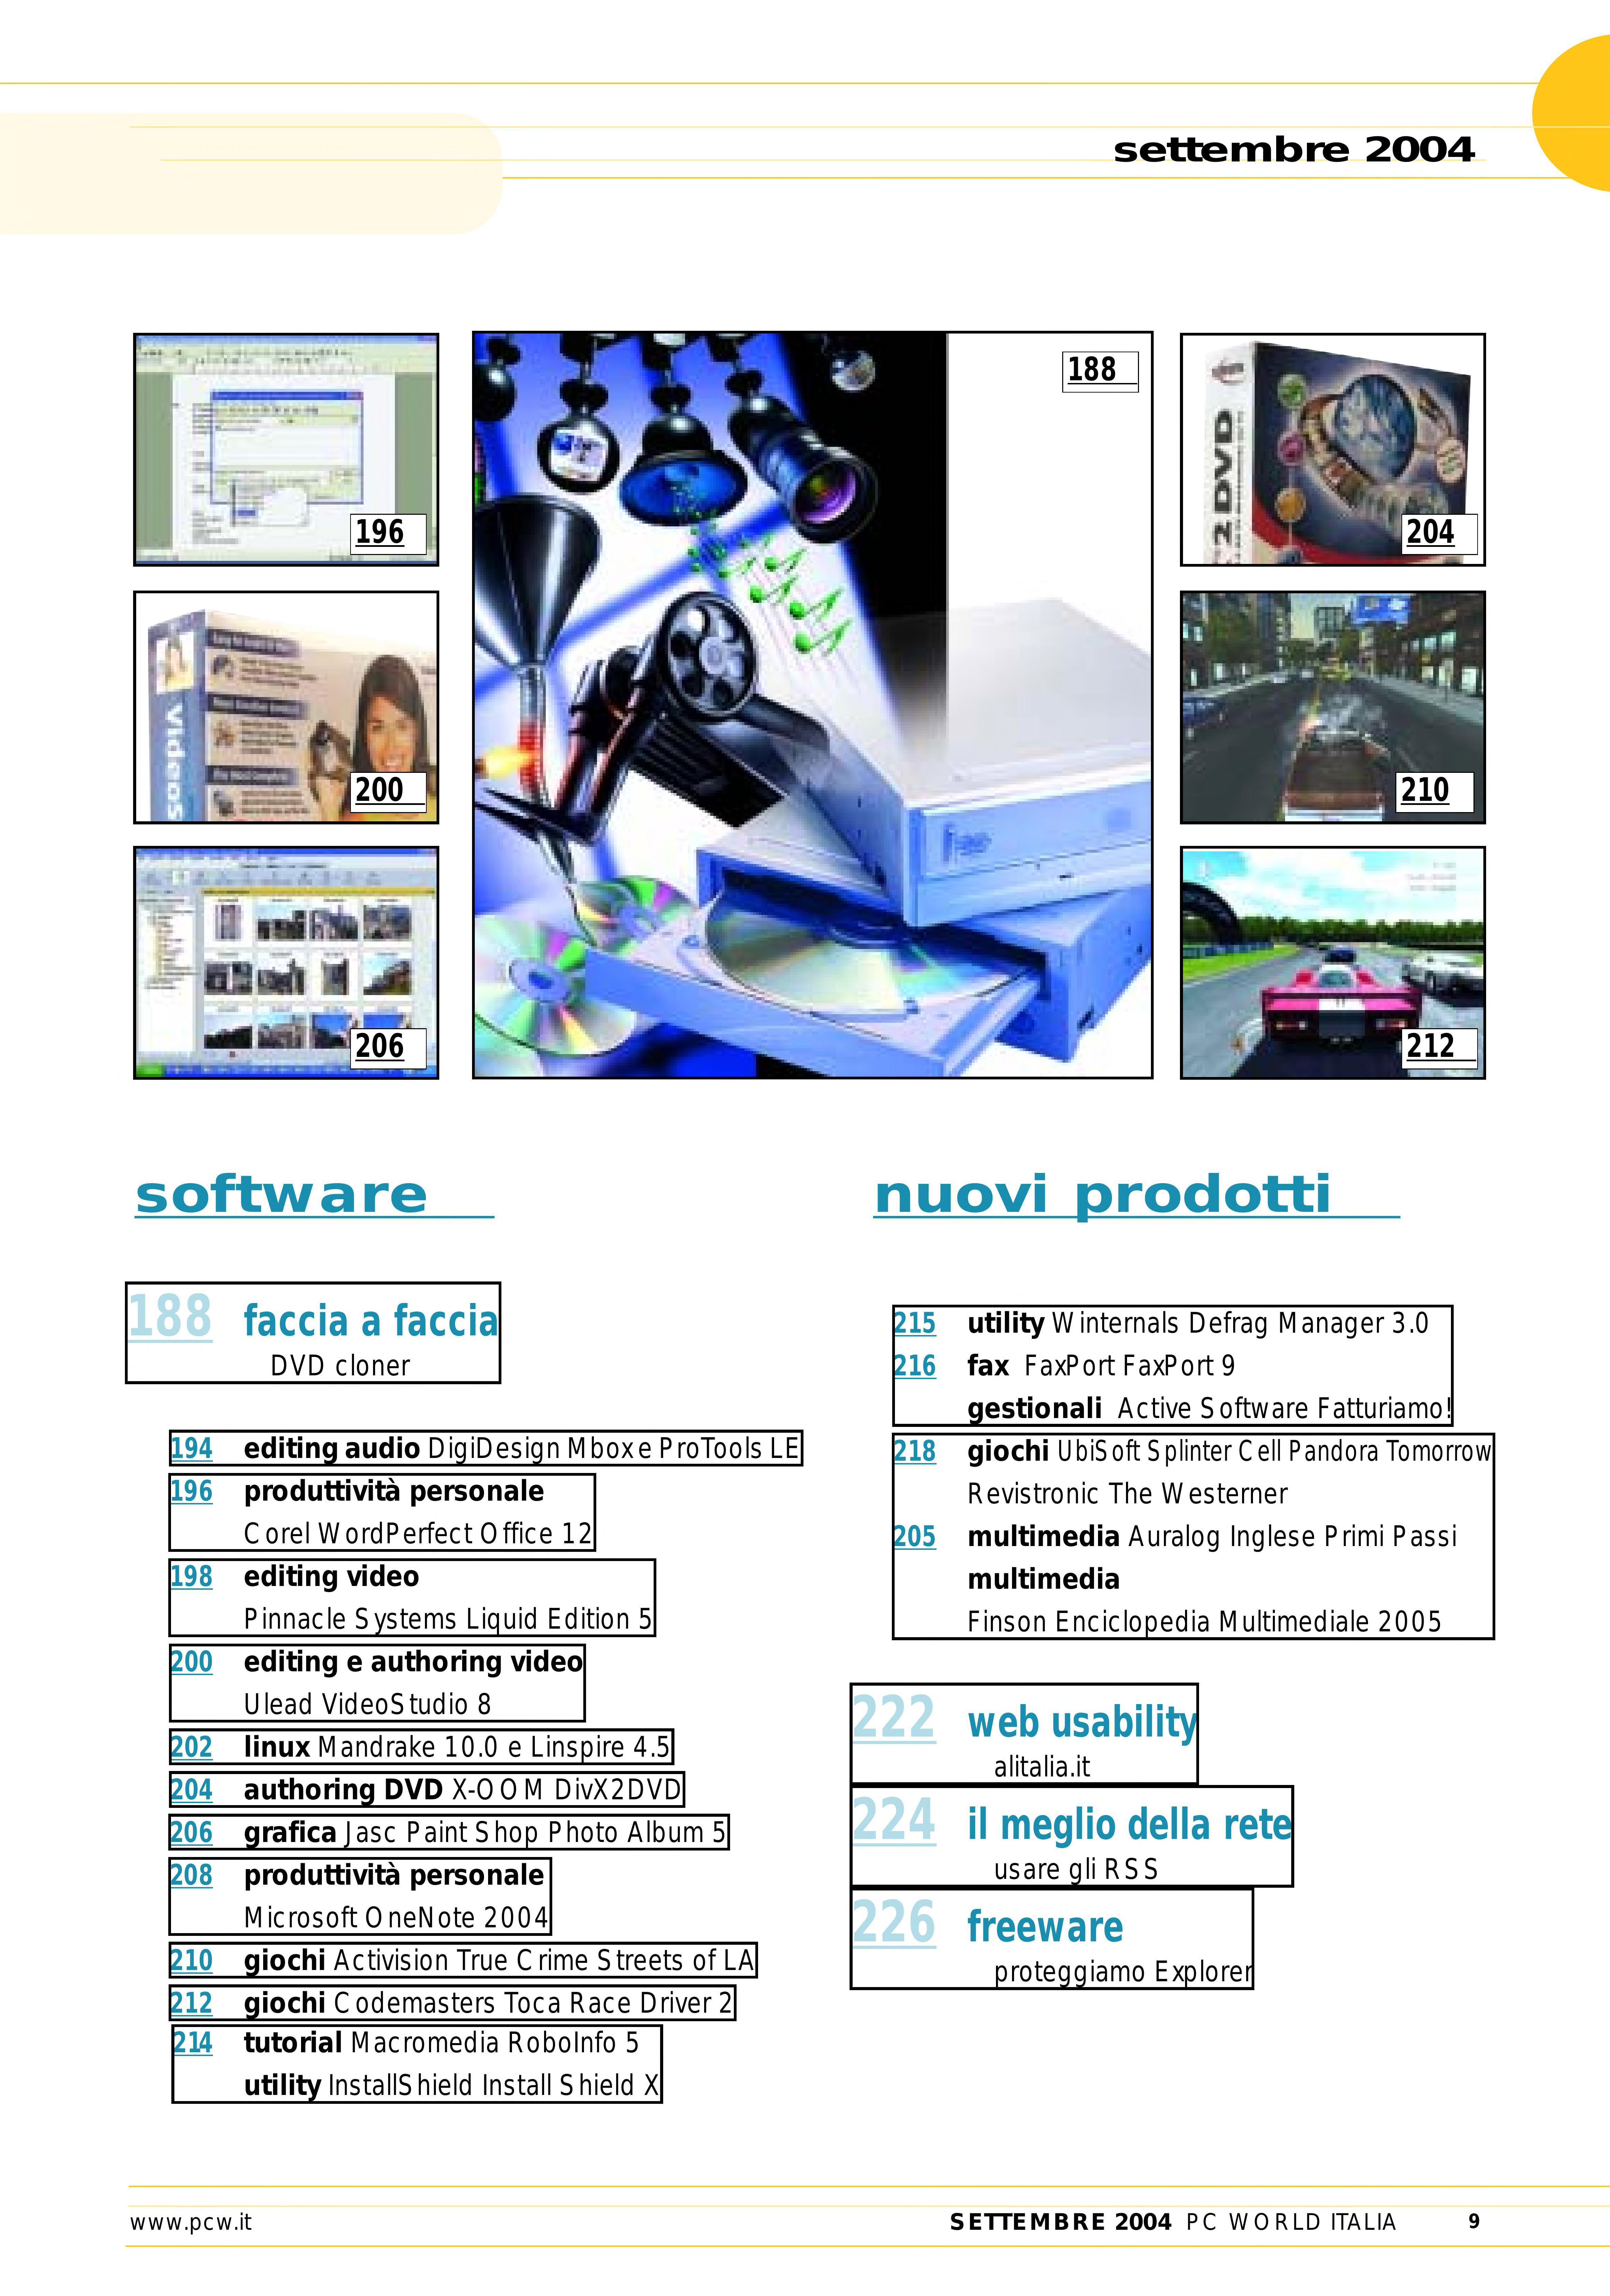 settembre 2004
196
188
204
2 DVD
200
210
206
212
software
188 faccia a faccia
DVD cloner
194 editing audio DigiDesign Mbox e ProTools LE
196 produttività personale
Corel WordPerfect Office 12
198 editing video
Pinnacle Systems Liquid Edition 5
200 editing e authoring video
Ulead VideoStudio 8
202 linux Mandrake 10.0 e Linspire 4.5
204 authoring DVD X-OOM DivX2DVD
206 grafica Jasc Paint Shop Photo Album 5
208 produttività personale
Microsoft OneNote 2004
210 giochi Activision True Crime Streets of LA
212 giochi Codemasters Toca Race Driver 2
214 tutorial Macromedia RoboInfo 5
utility InstallShield Install Shield X
nuovi prodotti
215 utility Winternals Defrag Manager 3.0
216 fax FaxPort FaxPort 9
gestionali Active Software Fatturiamo!
218 giochi UbiSoft Splinter Cell Pandora Tomorrow
Revistronic The Westerner
205 multimedia Auralog Inglese Primi Passi
multimedia
Finson Enciclopedia Multimediale 2005
222 web usability
alitalia.it
224 il meglio della rete
usare gli RSS
226 freeware
proteggiamo Explorer
www.pcw.it
SETTEMBRE 2004 PC WORLD ITALIA 9